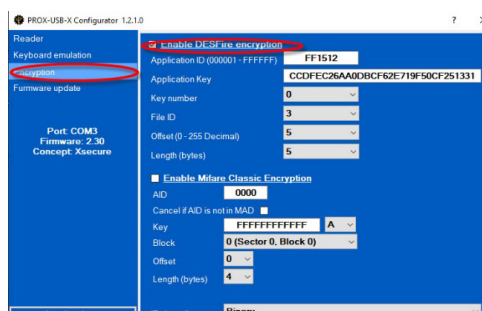 PROX-USB-X Configurator 1.2.1.0 ?
Reader
Keyboard emulation
Encryption
Furmware update
Port: COM3
Firmware: 2.30
Concept: Xsecure
Enable DESFire encryption
Application ID (000001 - FFFFFF) FF1512
Application Key CCDFEC26AA0DBCF62E719F50CF251331
Key number 0
File ID 3
Offset (0 - 255 Decimal) 5
Length (bytes) 5
Enable Mifare Classic Encryption
AID 0000
Cancel if AID is not in MAD
Key FFFFFFFFFFFF A
Block 0 (Sector 0, Block 0)
Offset 0
Length (bytes) 4